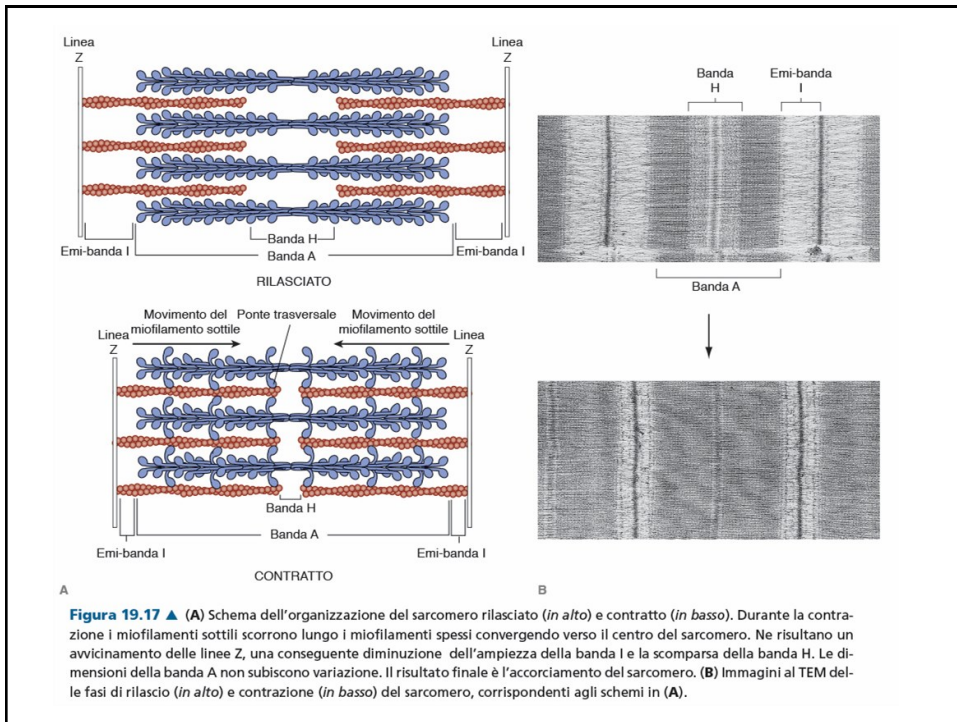 Linea
Z
Linea
Z
Emi-banda I
Banda H
Banda A
Emi-banda I
RILASCIATO
Movimento del
miofilamento sottile
Ponte trasversale
Movimento del
miofilamento sottile
Linea
Z
Linea
Z
Banda H
Banda A
Emi-banda I
Emi-banda I
CONTRATTO
A
Banda
H
Emi-banda
I
Banda A
B
Figura 19.17 ▲ (A) Schema dell'organizzazione del sarcomero rilasciato (in alto) e contratto (in basso). Durante la contra-
zione i miofilamenti sottili scorrono lungo i miofilamenti spessi convergendo verso il centro del sarcomero. Ne risultano un
avvicinamento delle linee Z, una conseguente diminuzione dell'ampiezza della banda I e la scomparsa della banda H. Le di-
mensioni della banda A non subiscono variazione. Il risultato finale è l'accorciamento del sarcomero. (B) Immagini al TEM del-
le fasi di rilascio (in alto) e contrazione (in basso) del sarcomero, corrispondenti agli schemi in (A).